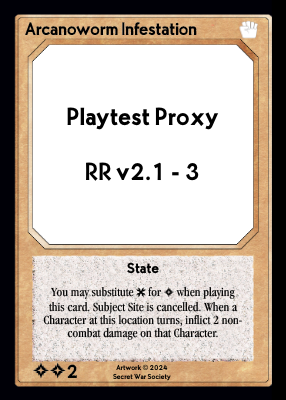 Arcanoworm Infestation
Playtest Proxy
RR v2.1 - 3
State
You may substitute ✖ for ✦ when playing
this card. Subject Site is cancelled. When a
Character at this location turns, inflict 2 non-
combat damage on that Character.
✦✦2
Artwork © 2024
Secret War Society